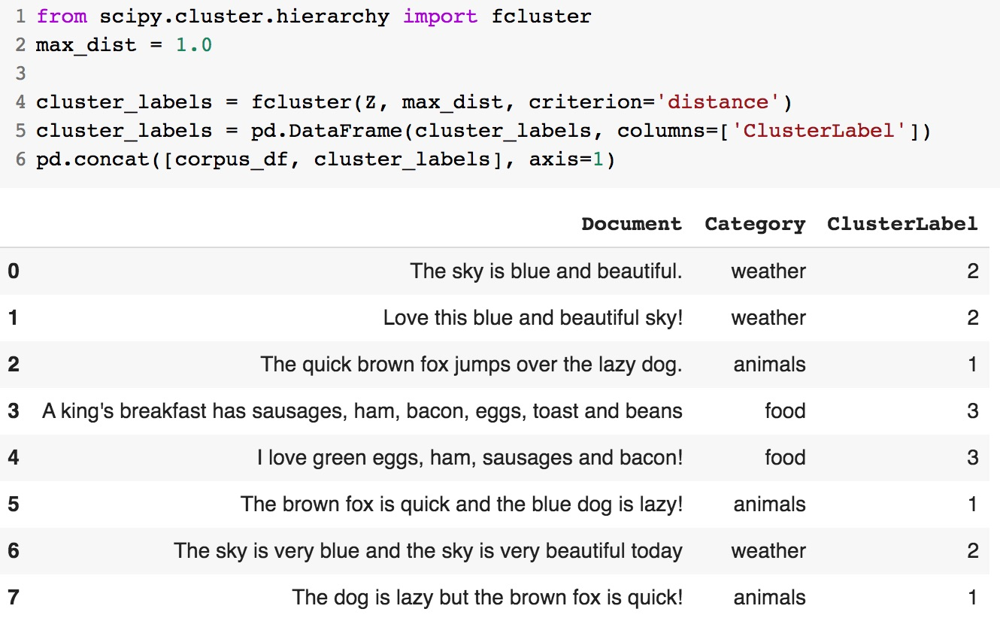 1 from scipy.cluster.hierarchy import fcluster
2 max_dist = 1.0
3
4 cluster_labels = fcluster(Z, max_dist, criterion='distance')
5 cluster_labels = pd.DataFrame(cluster_labels, columns=['ClusterLabel'])
6 pd.concat([corpus_df, cluster_labels], axis=1)
Document Category ClusterLabel
0 The sky is blue and beautiful. weather 2
1 Love this blue and beautiful sky! weather 2
2 The quick brown fox jumps over the lazy dog. animals 1
3 A king's breakfast has sausages, ham, bacon, eggs, toast and beans food 3
4 I love green eggs, ham, sausages and bacon! food 3
5 The brown fox is quick and the blue dog is lazy! animals 1
6 The sky is very blue and the sky is very beautiful today weather 2
7 The dog is lazy but the brown fox is quick! animals 1